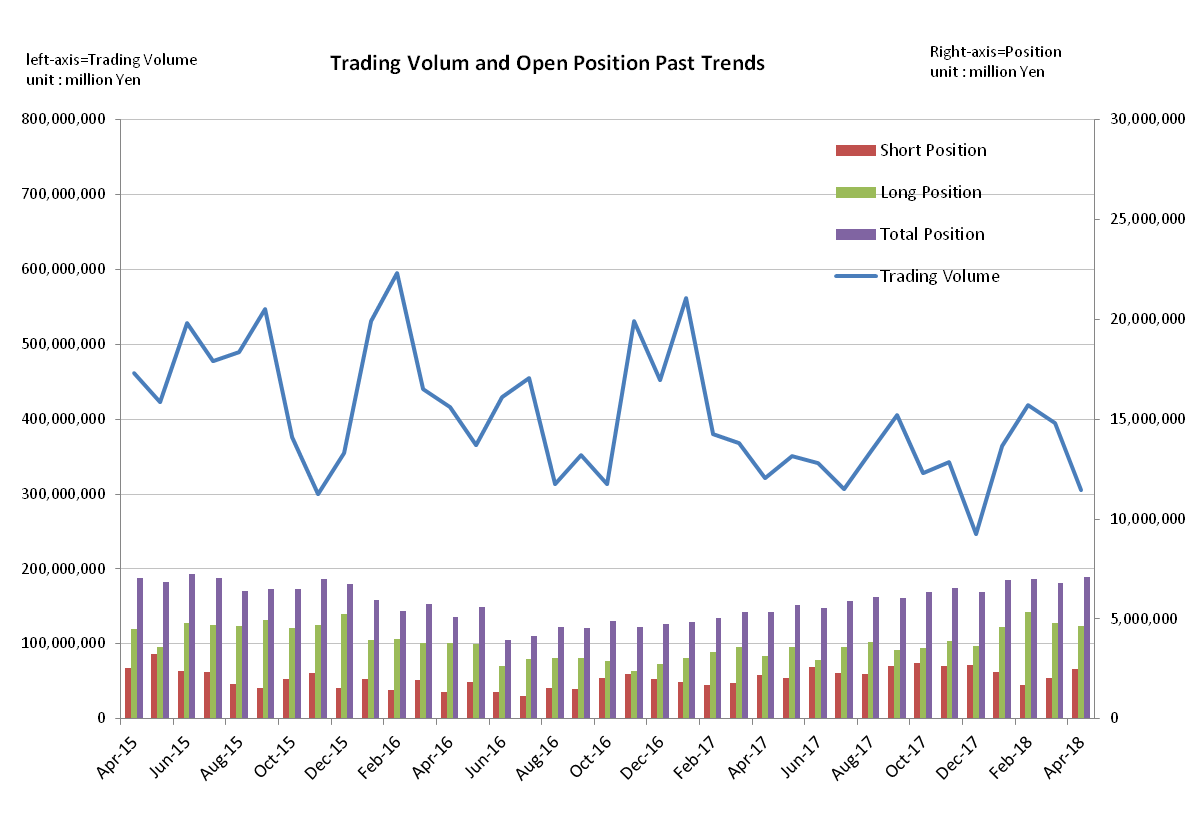 left-axis=Trading Volume
unit : million Yen
Trading Volum and Open Position Past Trends
Right-axis=Position
unit : million Yen
800,000,000
700,000,000
600,000,000
500,000,000
400,000,000
300,000,000
200,000,000
100,000,000
0
30,000,000
25,000,000
20,000,000
15,000,000
10,000,000
5,000,000
0
Short Position
Long Position
Total Position
Trading Volume
Apr-15
Jun-15
Aug-15
Oct-15
Dec-15
Feb-16
Apr-16
Jun-16
Aug-16
Oct-16
Dec-16
Feb-17
Apr-17
Jun-17
Aug-17
Oct-17
Dec-17
Feb-18
Apr-18